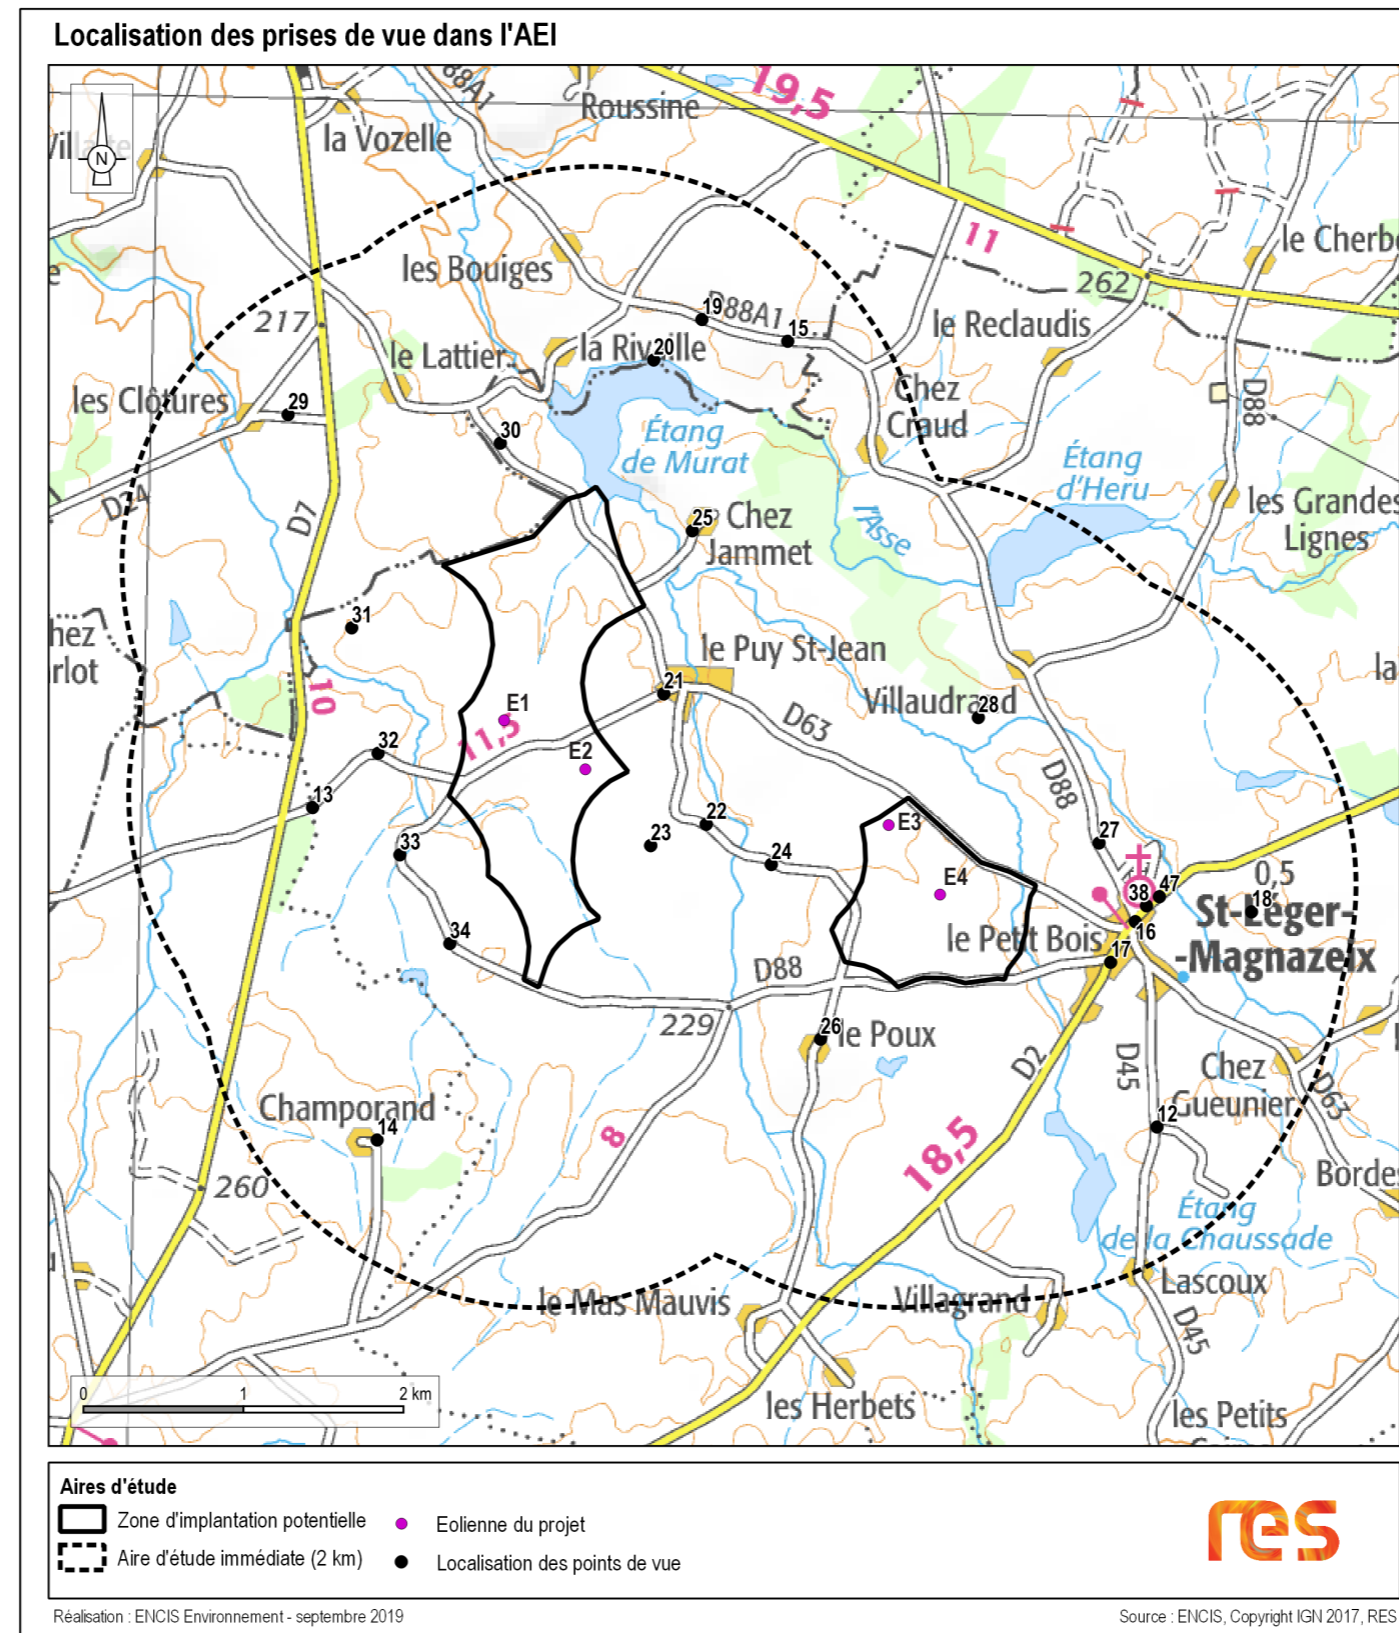 Localisation des prises de vue dans l'AEI
N
88A1
Roussine
19,5
la Vozelle
11
le Cherb
les Bouiges
262
217
19
D88A1
15
le Reclaudis
le Lattier
la Rivaille
20
les Clôtures
29
Chez
Craud
D88
30
Étang
de Murat
Étang
d'Heru
les Grandes
Lignes
D24
D7
25
Chez
Jammet
l'Asse
31
hez
rlot
le Puy St-Jean
la
10
21
Villaudrand
28
E1
11,5
D63
32
E2
D88
13
22
E3
27
33
23
24
E4
0,5
38
47
18
St-Léger-
-Magnazeix
16
34
le Petit Bois
17
D88
229
26
le Poux
D2
D45
Chez
Gueunier
D63
Champorand
14
12
8
18,5
260
Borde
Étang
de la Chaussade
le Mas Mauvis
Villagrand
Lascoux
D45
0
1
2 km
les Herbets
les Petits
Aires d'étude
Zone d'implantation potentielle
Eolienne du projet
Aire d'étude immédiate (2 km)
Localisation des points de vue
res
Réalisation : ENCIS Environnement - septembre 2019
Source : ENCIS, Copyright IGN 2017, RES